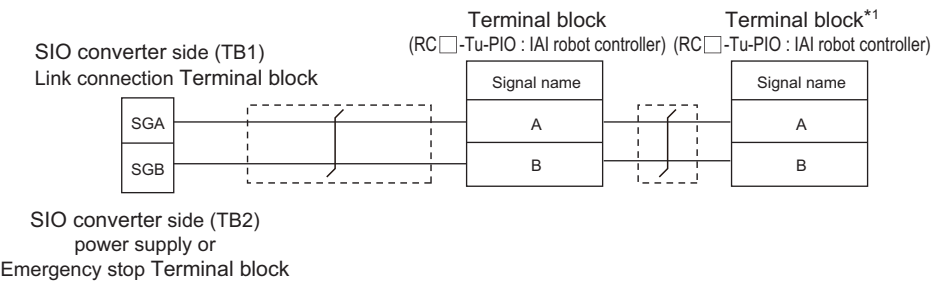 Terminal block
Terminal block*1
(RC□-Tu-PIO : IAI robot controller)
(RC□-Tu-PIO : IAI robot controller)
SIO converter side (TB1)
Link connection Terminal block
Signal name
Signal name
SGA
A
A
SGB
B
B
SIO converter side (TB2)
power supply or
Emergency stop Terminal block